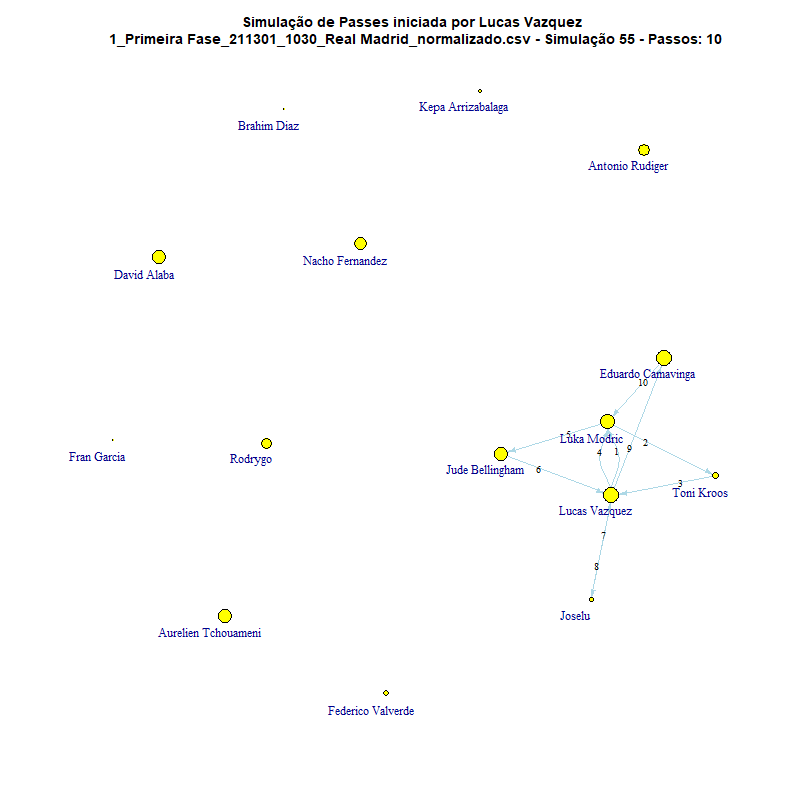 Simulação de Passes iniciada por Lucas Vazquez
1_Primeira Fase_211301_1030_Real Madrid_normalizado.csv - Simulação 55 - Passos: 10
Kepa Arrizabalaga
Brahim Diaz
Antonio Rudiger
Nacho Fernandez
David Alaba
Eduardo Camavinga
10
5
Luka Modric
2
4
1
9
Fran Garcia
Rodrygo
Jude Bellingham
6
3
Toni Kroos
Lucas Vazquez
7
8
Joselu
Aurelien Tchouameni
Federico Valverde